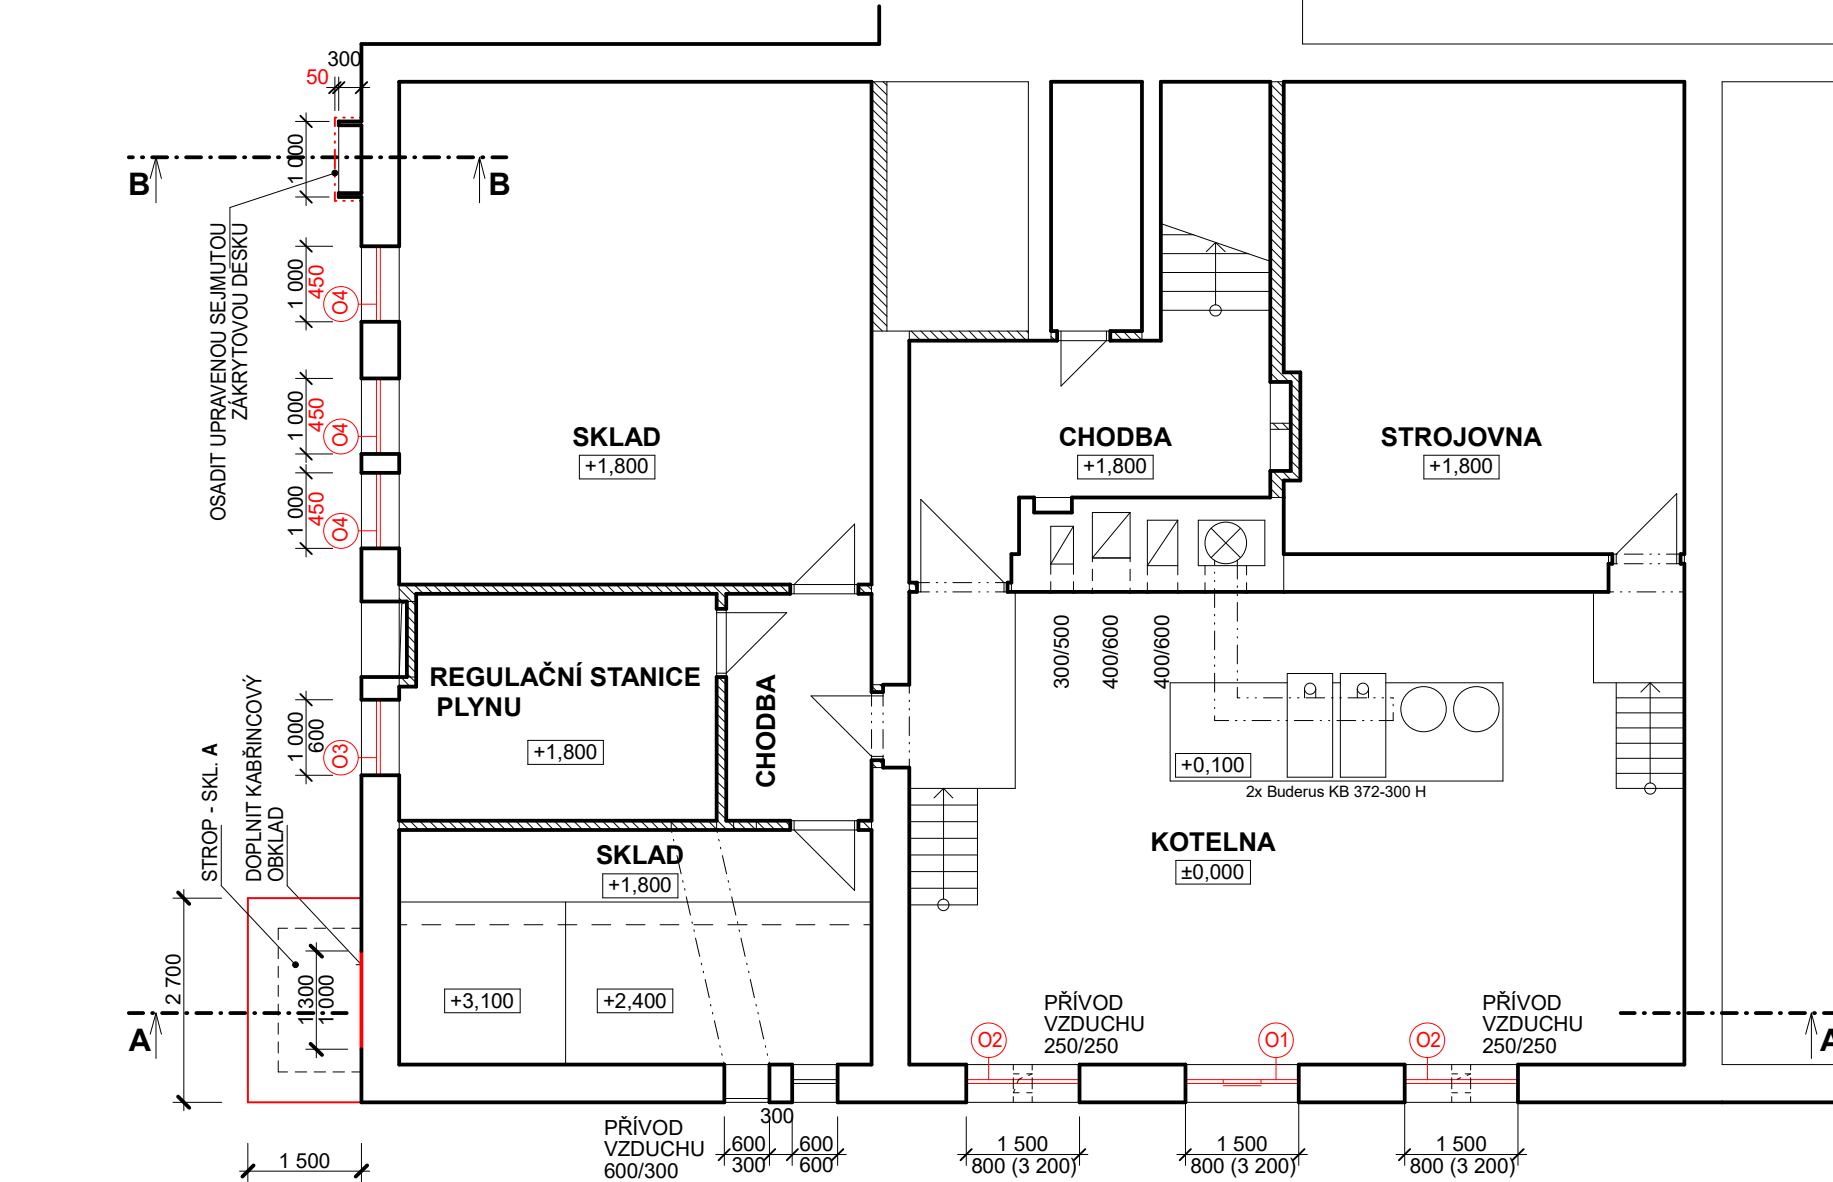 300
50
1 000
B
B
OSADIT UPRAVENOU SEJMUTOU
ZÁKRYTOVOU DESKU
1 000
450
O4
1 000
450
O4
1 000
450
O4
SKLAD
+1,800
CHODBA
+1,800
STROJOVNA
+1,800
300/500
400/600
400/600
REGULAČNÍ STANICE
PLYNU
+1,800
CHODBA
1 000
600
O3
STROP - SKL. A
DOPLNIT KABŘINCOVÝ
OBKLAD
+0,100
2x Buderus KB 372-300 H
KOTELNA
±0,000
SKLAD
+1,800
2 700
1 300
1 000
+3,100
+2,400
A
A
PŘÍVOD
VZDUCHU
250/250
PŘÍVOD
VZDUCHU
250/250
O2
O1
O2
PŘÍVOD
VZDUCHU
600/300
300
600
300
600
600
1 500
800 (3 200)
1 500
800 (3 200)
1 500
800 (3 200)
1 500